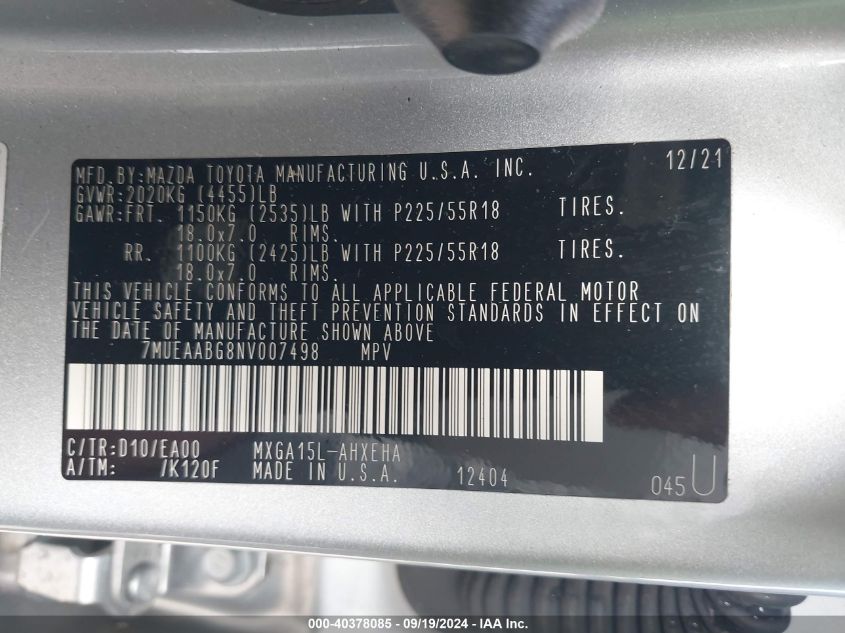 MFD.BY:MAZDA TOYOTA MANUFACTURING U.S.A. INC. 12/21
GVWR:2020KG (4455)LB
GAWR:FRT. 1150KG (2535)LB WITH P225/55R18 TIRES.
18.0x7.0 RIMS.
RR. 1100KG (2425)LB WITH P225/55R18 TIRES.
18.0x7.0 RIMS.
THIS VEHICLE CONFORMS TO ALL APPLICABLE FEDERAL MOTOR
VEHICLE SAFETY AND THEFT PREVENTION STANDARDS IN EFFECT ON
THE DATE OF MANUFACTURE SHOWN ABOVE
7MUEAABG8NV007498 MPV
C/TR:D10/EA00 MXGA15L-AHXEHA
A/TM: /K120F MADE IN U.S.A. 12404 045 U
000-40378085 - 09/19/2024 - IAA Inc.